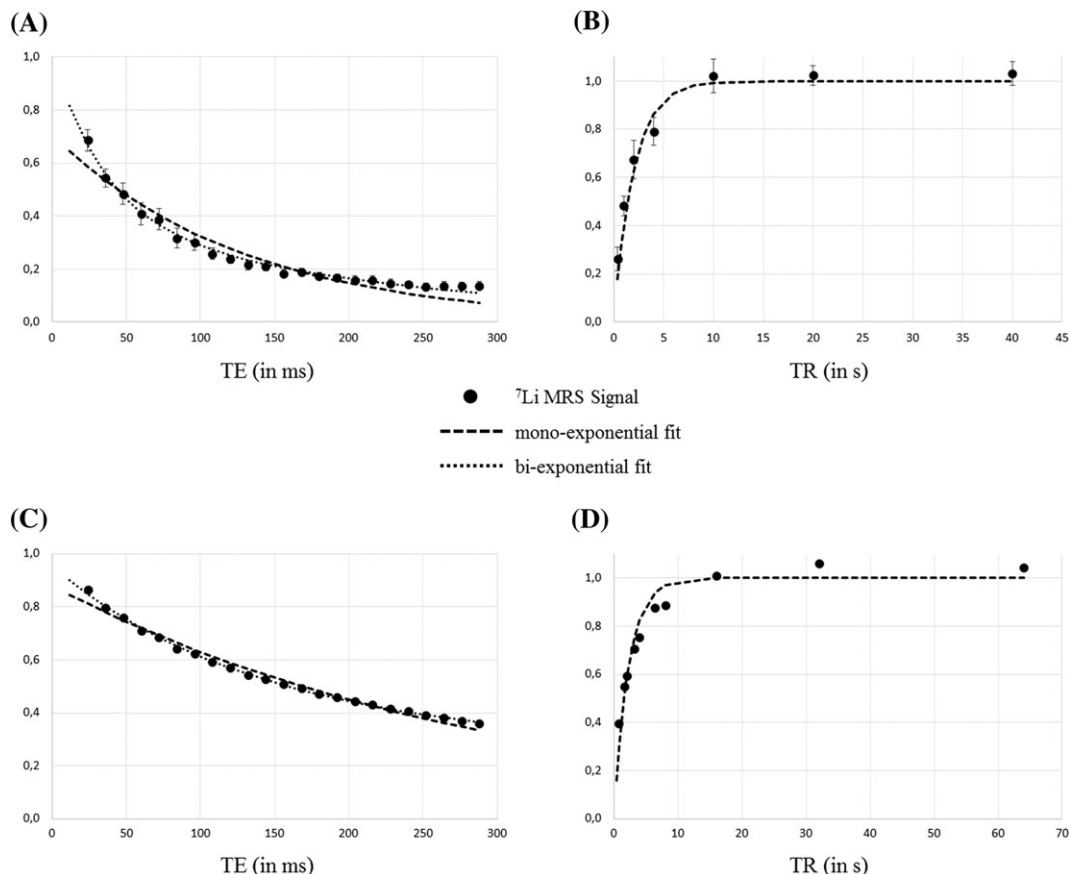 (A)
(B)
1,0
0,8
0,6
0,4
0,2
0,0
0 50 100 150 200 250 300
TE (in ms)
1,0
0,8
0,6
0,4
0,2
0,0
0 5 10 15 20 25 30 35 40 45
TR (in s)
⁷Li MRS Signal
mono-exponential fit
bi-exponential fit
(C)
(D)
1,0
0,8
0,6
0,4
0,2
0,0
0 50 100 150 200 250 300
TE (in ms)
1,0
0,8
0,6
0,4
0,2
0,0
0 10 20 30 40 50 60 70
TR (in s)